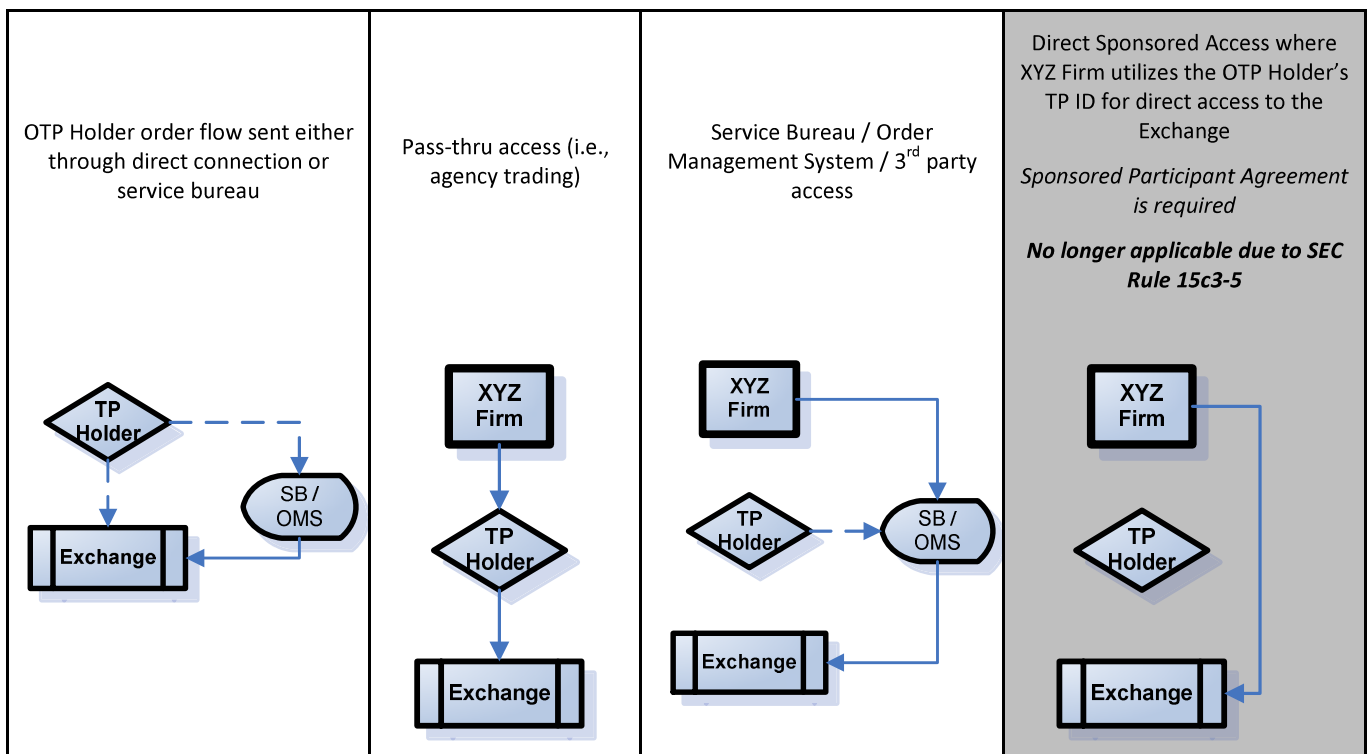 OTP Holder order flow sent either
through direct connection or
service bureau
TP
Holder
SB /
OMS
Exchange
Pass-thru access (i.e.,
agency trading)
XYZ
Firm
TP
Holder
Exchange
Service Bureau / Order
Management System / 3rd party
access
XYZ
Firm
TP
Holder
SB /
OMS
Exchange
Direct Sponsored Access where
XYZ Firm utilizes the OTP Holder’s
TP ID for direct access to the
Exchange
Sponsored Participant Agreement
is required
No longer applicable due to SEC
Rule 15c3-5
XYZ
Firm
TP
Holder
Exchange